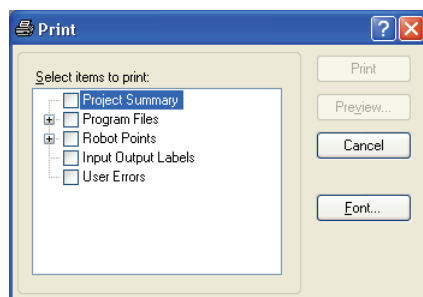 Print
Select items to print:
Project Summary
Program Files
Robot Points
Input Output Labels
User Errors
Print
Preview...
Cancel
Font...